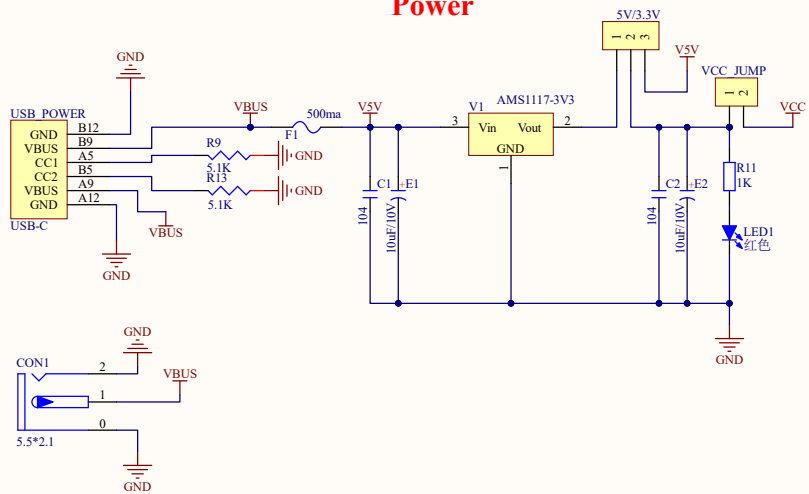 Power
5V/3.3V
1 2 3
V5V
VCC_JUMP
1 2
VCC
GND
USB_POWER
GND B12
VBUS B9
CC1 A5
CC2 B5
VBUS A9
GND A12
USB-C
VBUS
GND
VBUS
500ma
F1
R9
5.1K
GND
R13
5.1K
GND
V5V
C1
104
+E1
10uF/10V
V1
AMS1117-3V3
3 Vin
Vout 2
GND
1
C2
104
+E2
10uF/10V
R11
1K
LED1
红色
GND
GND
CON1
2
1
0
VBUS
5.5*2.1
GND